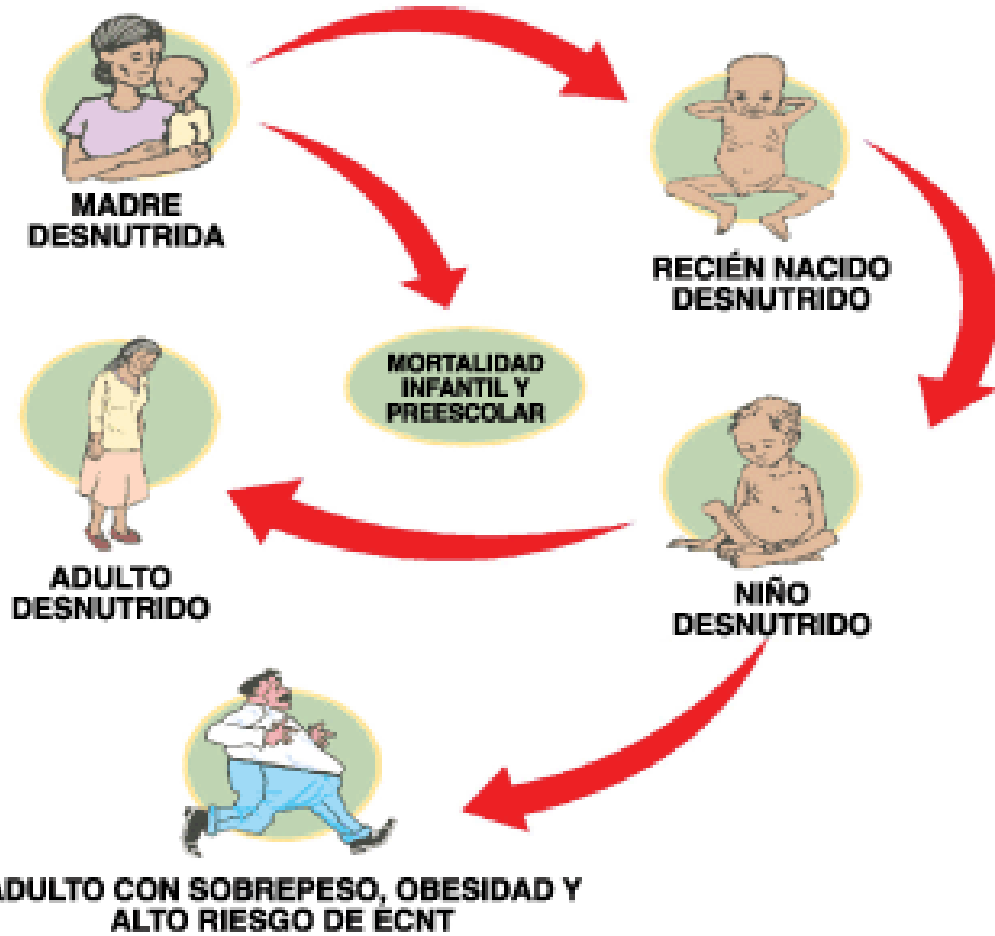 MADRE
DESNUTRIDA
RECIÉN NACIDO
DESNUTRIDO
MORTALIDAD
INFANTIL Y
PREESCOLAR
ADULTO
DESNUTRIDO
NIÑO
DESNUTRIDO
ADULTO CON SOBREPESO, OBESIDAD Y
ALTO RIESGO DE ECNT